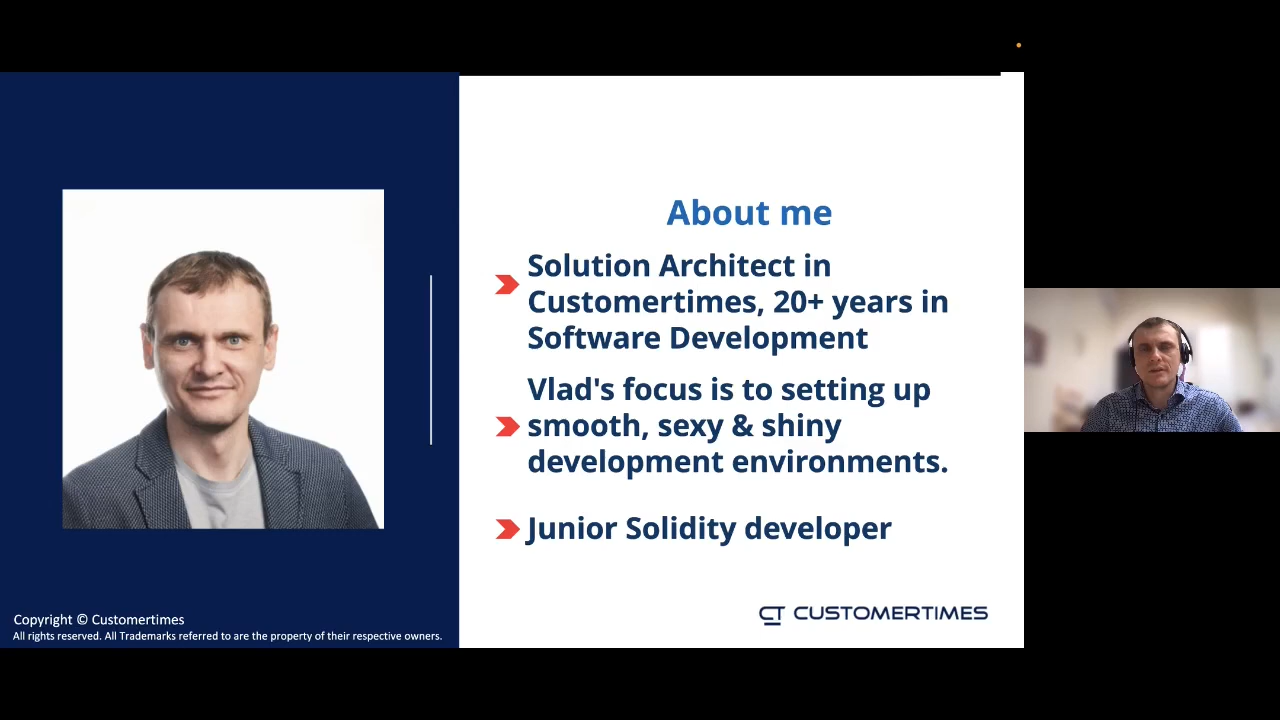 About me
Solution Architect in
Customertimes, 20+ years in
Software Development
Vlad's focus is to setting up
smooth, sexy & shiny
development environments.
Junior Solidity developer
CT CUSTOMERTIMES
Copyright © Customertimes
All rights reserved. All Trademarks referred to are the property of their respective owners.